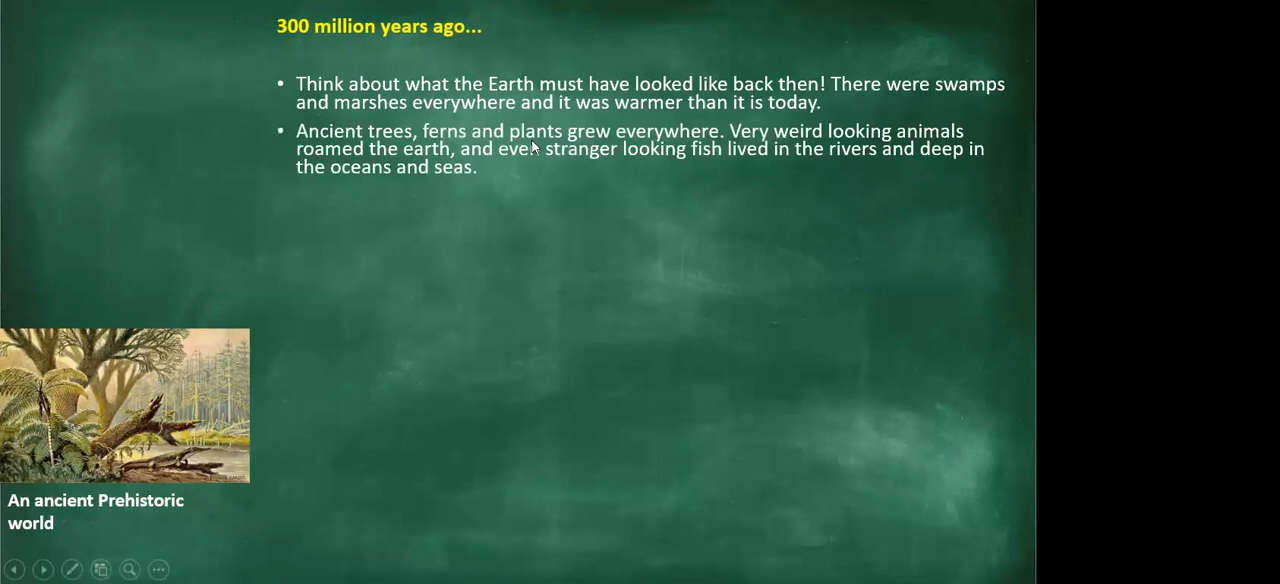 300 million years ago...
• Think about what the Earth must have looked like back then! There were swamps
and marshes everywhere and it was warmer than it is today.
• Ancient trees, ferns and plants grew everywhere. Very weird looking animals
roamed the earth, and even stranger looking fish lived in the rivers and deep in
the oceans and seas.
An ancient Prehistoric
world